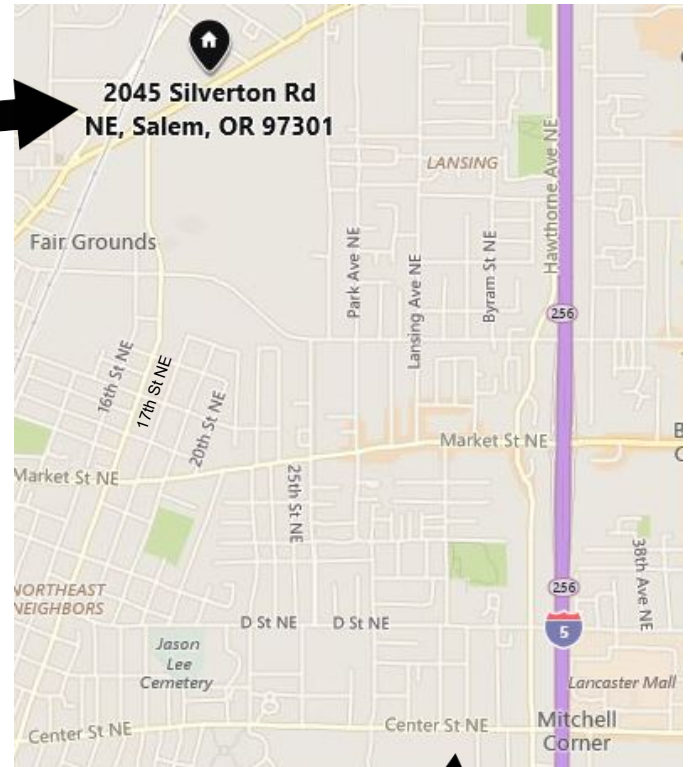 2045 Silverton Rd
NE, Salem, OR 97301
LANSING
Hawthorne Ave NE
Fair Grounds
Park Ave NE
Lansing Ave NE
Byram St NE
256
16th St NE
17th St NE
20th St NE
Market St NE
Market St NE
25th St NE
38th Ave NE
256
NORTHEAST
NEIGHBORS
D St NE
D St NE
5
Jason
Lee
Cemetery
Lancaster Mall
Center St NE
Center St NE
Mitchell
Corner